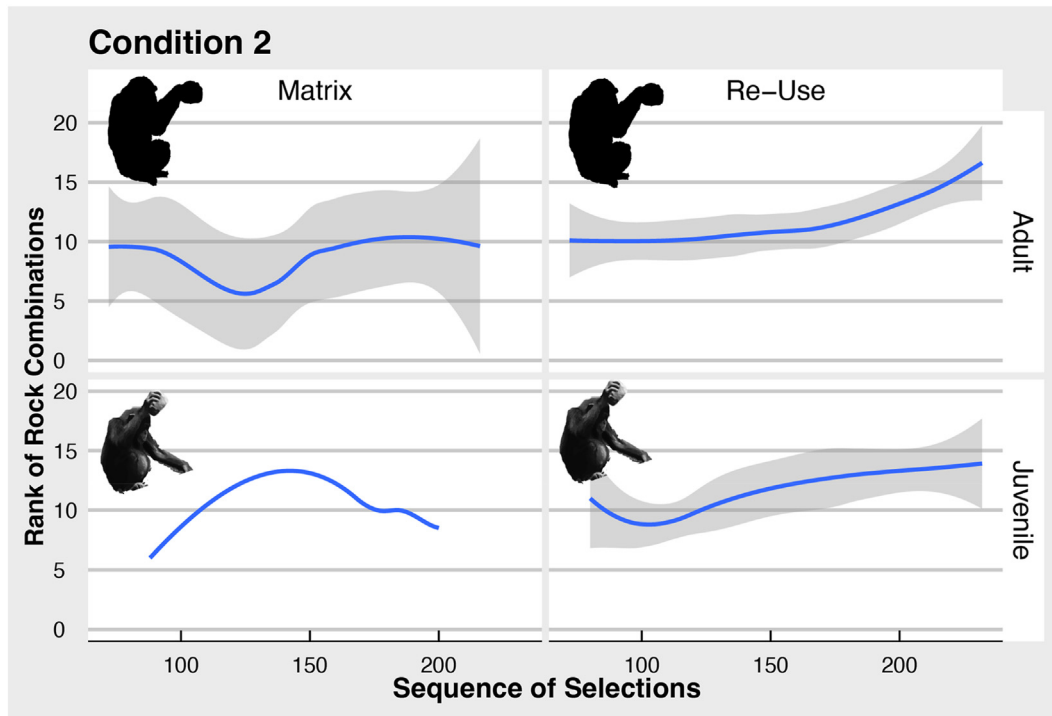 Condition 2
Matrix
Re−Use
20
15
10
5
0
Adult
20
15
10
5
0
Juvenile
Rank of Rock Combinations
100
150
200
100
150
200
Sequence of Selections